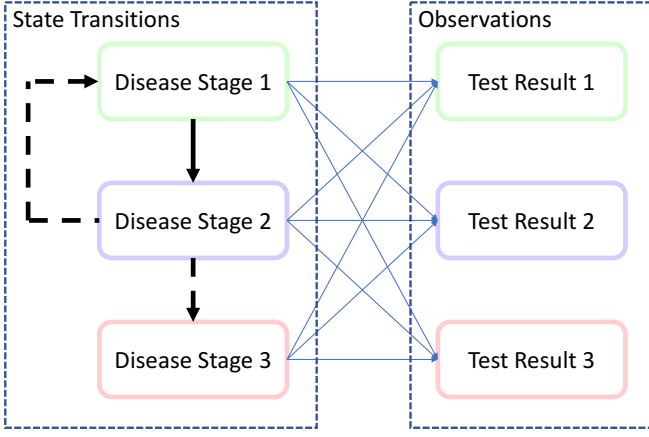 State Transitions
Observations
Disease Stage 1
Test Result 1
Disease Stage 2
Test Result 2
Disease Stage 3
Test Result 3